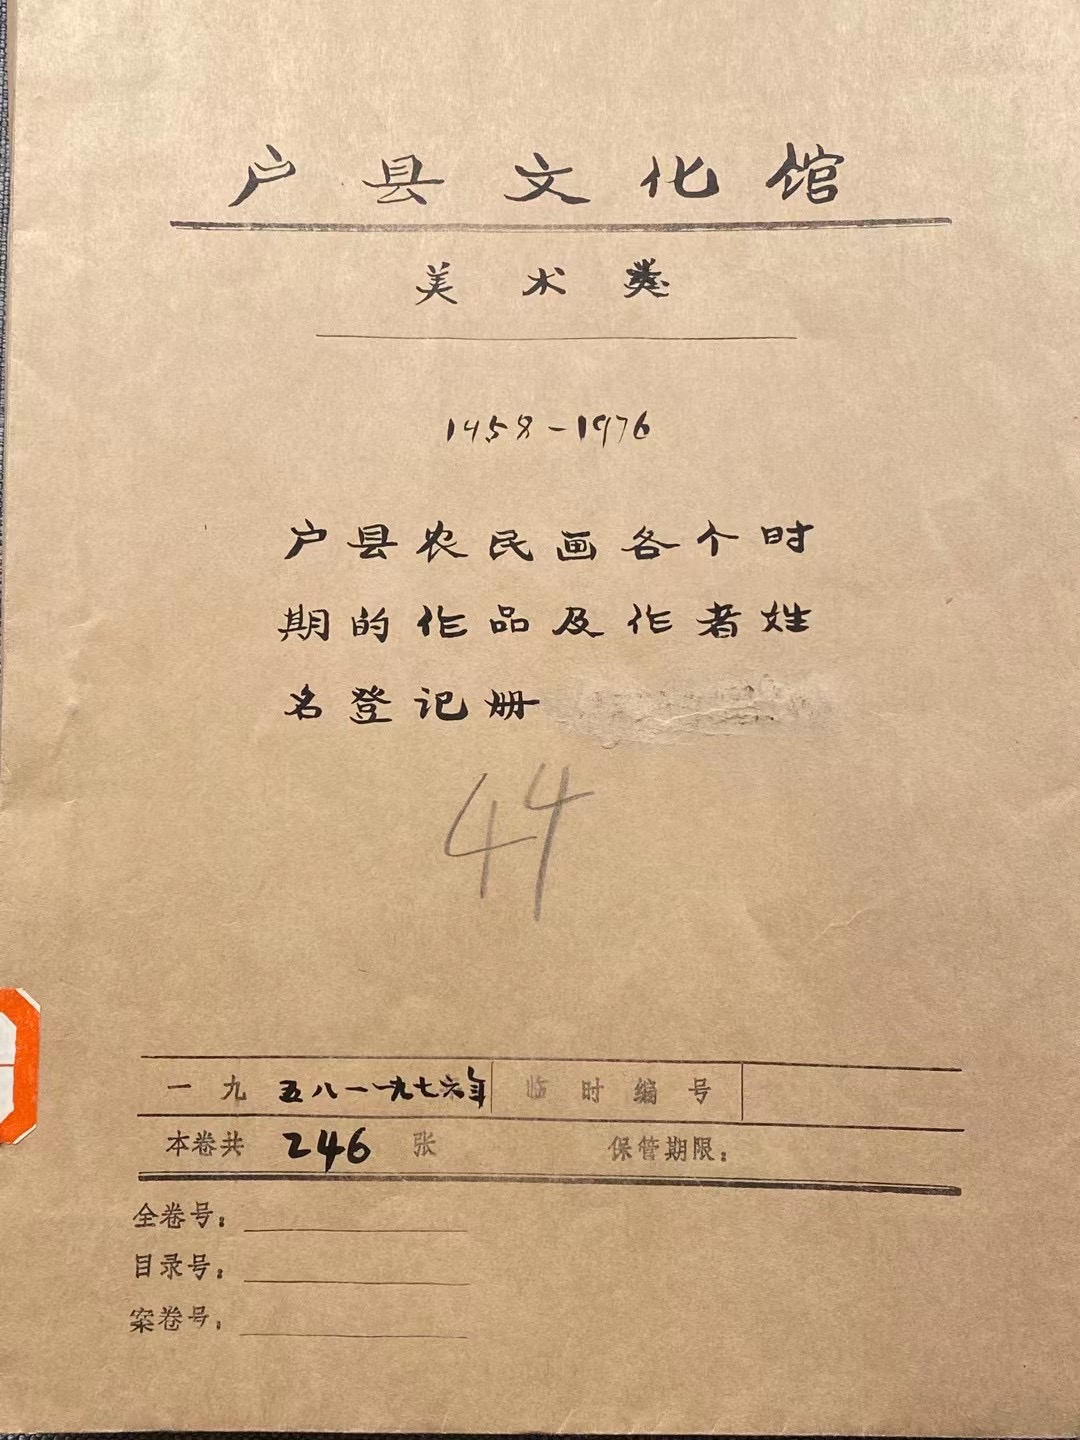 户县文化馆
美术类
1958-1976
户县农民画各个时
期的作品及作者姓
名登记册
44
一九五八—一九七六年 临时编号
本卷共 246 张 保管期限:
全卷号:
目录号:
案卷号: